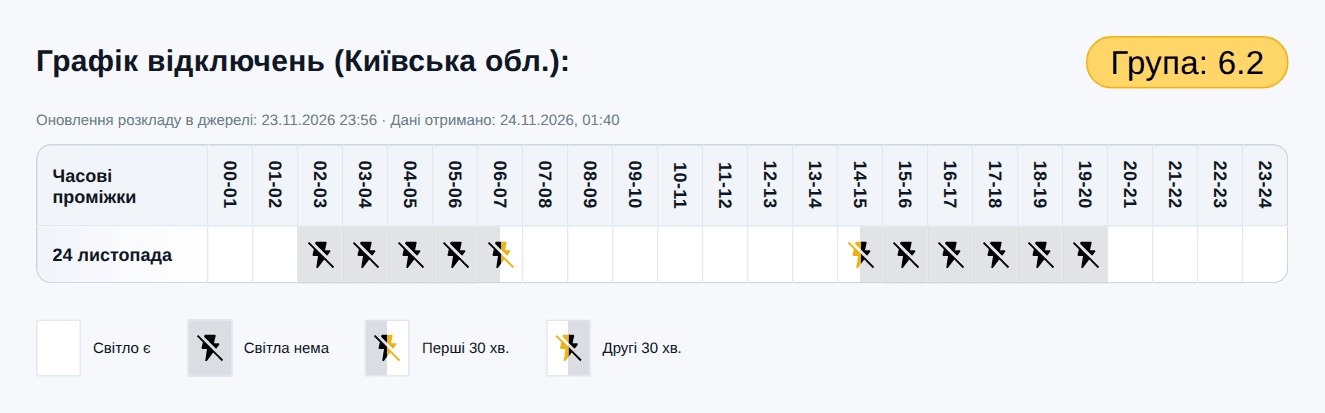 Графік відключень (Київська обл.):
Група: 6.2
Оновлення розкладу в джерелі: 23.11.2026 23:56 · Дані отримано: 24.11.2026, 01:40
Часові
проміжки
00-01
01-02
02-03
03-04
04-05
05-06
06-07
07-08
08-09
09-10
10-11
11-12
12-13
13-14
14-15
15-16
16-17
17-18
18-19
19-20
20-21
21-22
22-23
23-24
24 листопада
Світло є
Світла нема
Перші 30 хв.
Другі 30 хв.